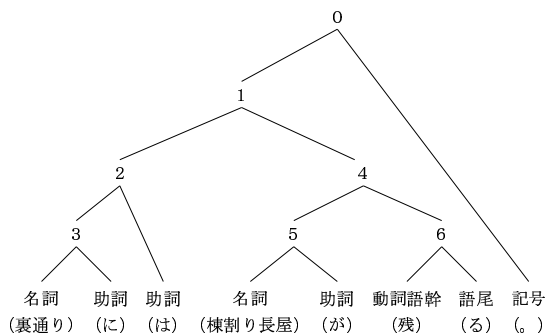 0
1
2 4
3 5 6
名詞 助詞 助詞 名詞 助詞 動詞語幹 語尾 記号
(裏通り) (に) (は) (棟割り長屋) (が) (残) (る) (。)